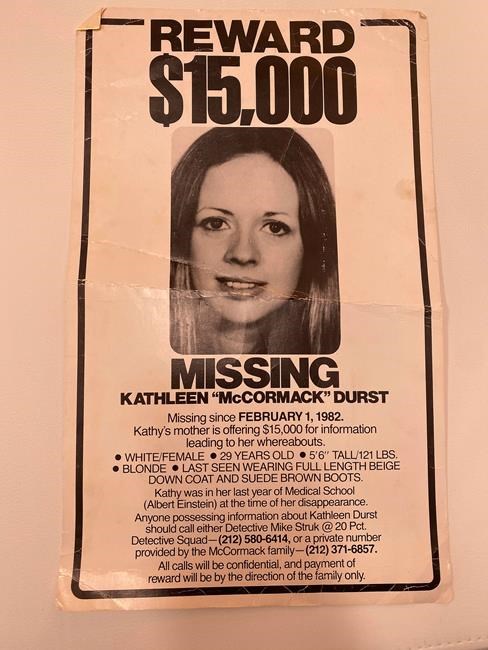 REWARD
$15,000
MISSING
KATHLEEN "McCORMACK" DURST
Missing since FEBRUARY 1, 1982.
Kathy's mother is offering $15,000 for information
leading to her whereabouts.
● WHITE/FEMALE ● 29 YEARS OLD ● 5'6" TALL/121 LBS.
● BLONDE ● LAST SEEN WEARING FULL LENGTH BEIGE
DOWN COAT AND SUEDE BROWN BOOTS.
Kathy was in her last year of Medical School
(Albert Einstein) at the time of her disappearance.
Anyone possessing information about Kathleen Durst
should call either Detective Mike Struk @ 20 Pct.
Detective Squad—(212) 580-6414, or a private number
provided by the McCormack family—(212) 371-6857.
All calls will be confidential, and payment of
reward will be by the direction of the family only.